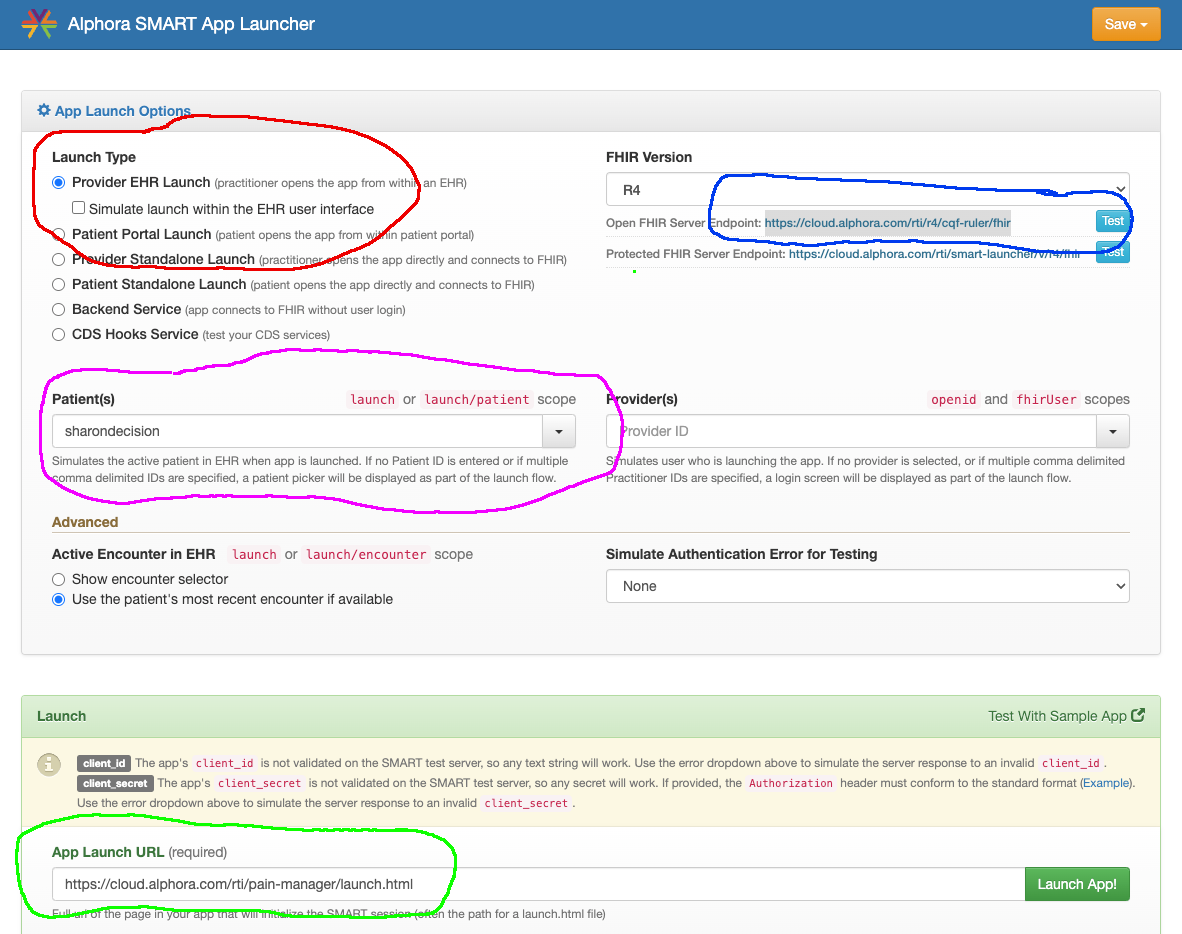 Alphora SMART App Launcher
Save
App Launch Options
Launch Type
Provider EHR Launch (practitioner opens the app from within an EHR)
Simulate launch within the EHR user interface
Patient Portal Launch (patient opens the app from within patient portal)
Provider Standalone Launch (practitioner opens the app directly and connects to FHIR)
Patient Standalone Launch (patient opens the app directly and connects to FHIR)
Backend Service (app connects to FHIR without user login)
CDS Hooks Service (test your CDS services)
FHIR Version
R4
Open FHIR Server Endpoint: https://cloud.alphora.com/rti/r4/cqf-ruler/fhir Test
Protected FHIR Server Endpoint: https://cloud.alphora.com/rti/smart-launcher/v/r4/fhir Test
Patient(s) launch or launch/patient scope
sharondecision
Simulates the active patient in EHR when app is launched. If no Patient ID is entered or if multiple
comma delimited IDs are specified, a patient picker will be displayed as part of the launch flow.
Provider(s) openid and fhirUser scopes
Provider ID
Simulates user who is launching the app. If no provider is selected, or if multiple comma delimited
Practitioner IDs are specified, a login screen will be displayed as part of the launch flow.
Advanced
Active Encounter in EHR launch or launch/encounter scope
Show encounter selector
Use the patient's most recent encounter if available
Simulate Authentication Error for Testing
None
Launch Test With Sample App
client_id The app's client_id is not validated on the SMART test server, so any text string will work. Use the error dropdown above to simulate the server response to an invalid client_id .
client_secret The app's client_secret is not validated on the SMART test server, so any secret will work. If provided, the Authorization header must conform to the standard format (Example).
Use the error dropdown above to simulate the server response to an invalid client_secret .
App Launch URL (required)
https://cloud.alphora.com/rti/pain-manager/launch.html Launch App!
Full url of the page in your app that will initialize the SMART session (often the path for a launch.html file)